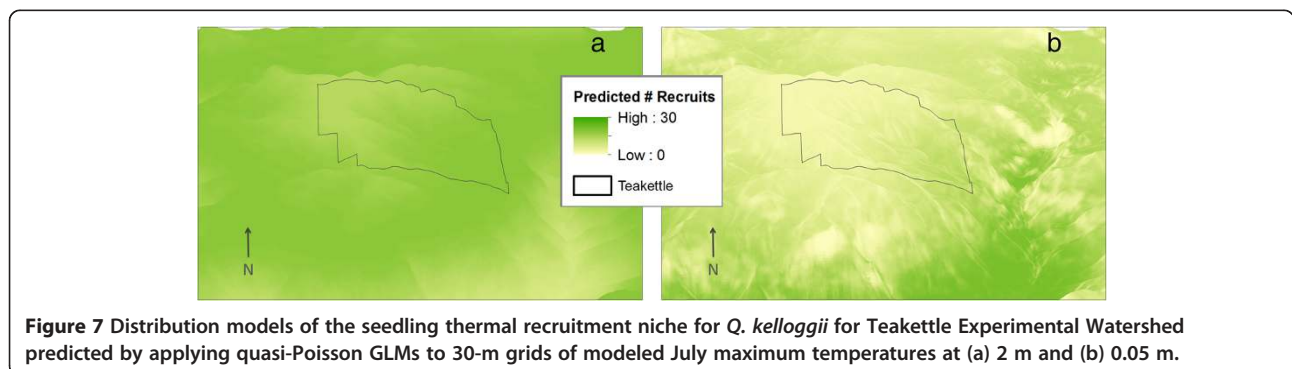 a
b
Predicted # Recruits
High : 30
Low : 0
Teakettle
N
N
Figure 7 Distribution models of the seedling thermal recruitment niche for Q. kelloggii for Teakettle Experimental Watershed
predicted by applying quasi-Poisson GLMs to 30-m grids of modeled July maximum temperatures at (a) 2 m and (b) 0.05 m.